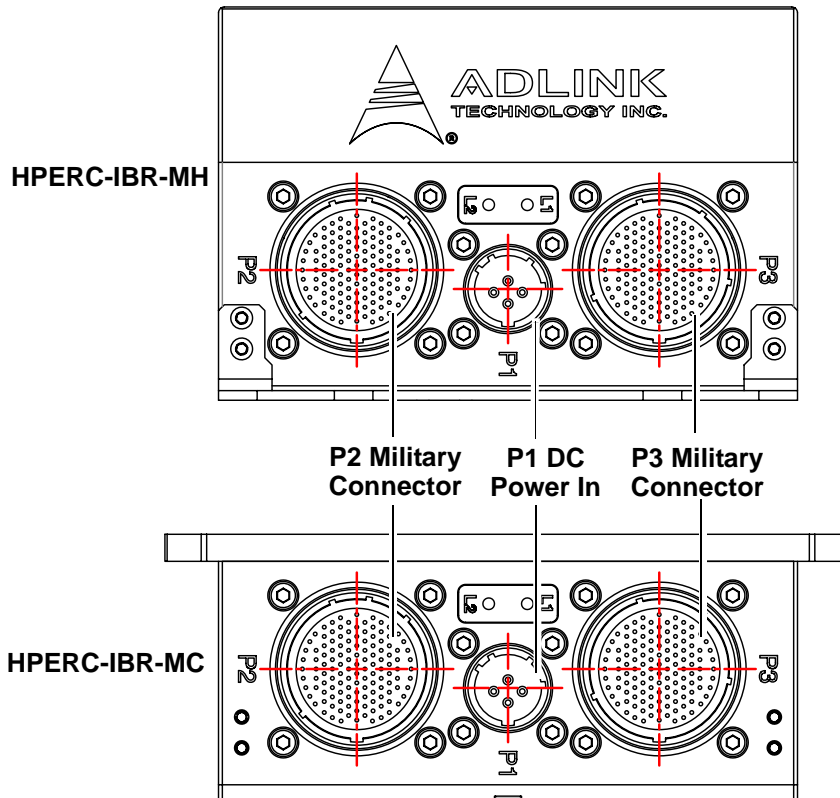 ADLINK
TECHNOLOGY INC.
®
HPERC-IBR-MH
L2 L1
P2
P3
P1
P2 Military
Connector
P1 DC
Power In
P3 Military
Connector
HPERC-IBR-MC
L2 L1
P2
P3
P1